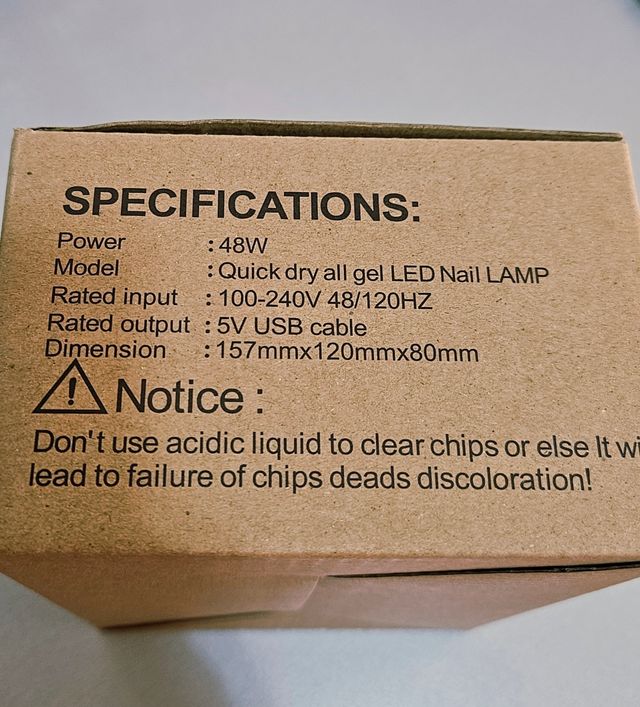 SPECIFICATIONS:
Power : 48W
Model : Quick dry all gel LED Nail LAMP
Rated input : 100-240V 48/120HZ
Rated output : 5V USB cable
Dimension : 157mmx120mmx80mm
! Notice :
Don't use acidic liquid to clear chips or else It wi
lead to failure of chips deads discoloration!